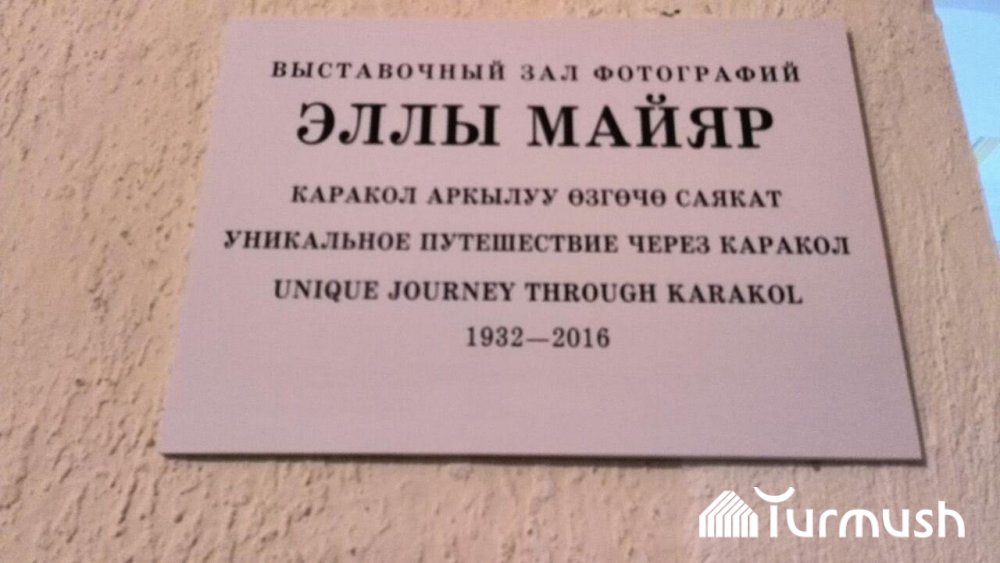 ВЫСТАВОЧНЫЙ ЗАЛ ФОТОГРАФИЙ
ЭЛЛЫ МАЙЯР
КАРАКОЛ АРКЫЛУУ ӨЗГӨЧӨ САЯКАТ
УНИКАЛЬНОЕ ПУТЕШЕСТВИЕ ЧЕРЕЗ КАРАКОЛ
UNIQUE JOURNEY THROUGH KARAKOL
1932—2016
Turmush